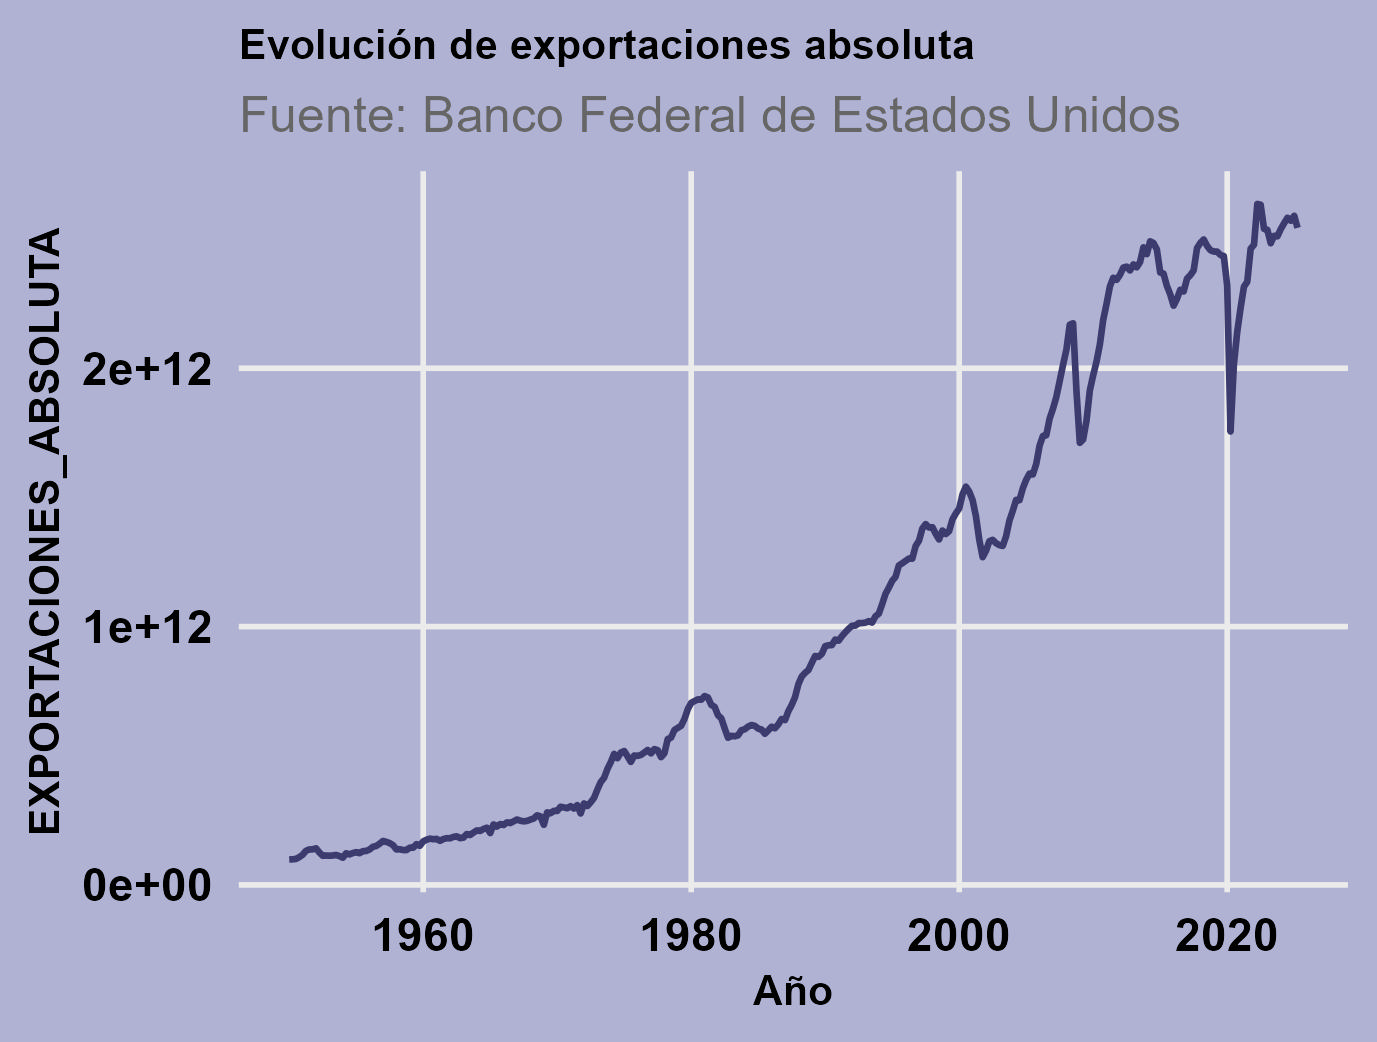 Evolución de exportaciones absoluta
Fuente: Banco Federal de Estados Unidos
EXPORTACIONES_ABSOLUTA
2e+12
1e+12
0e+00
1960 1980 2000 2020
Año